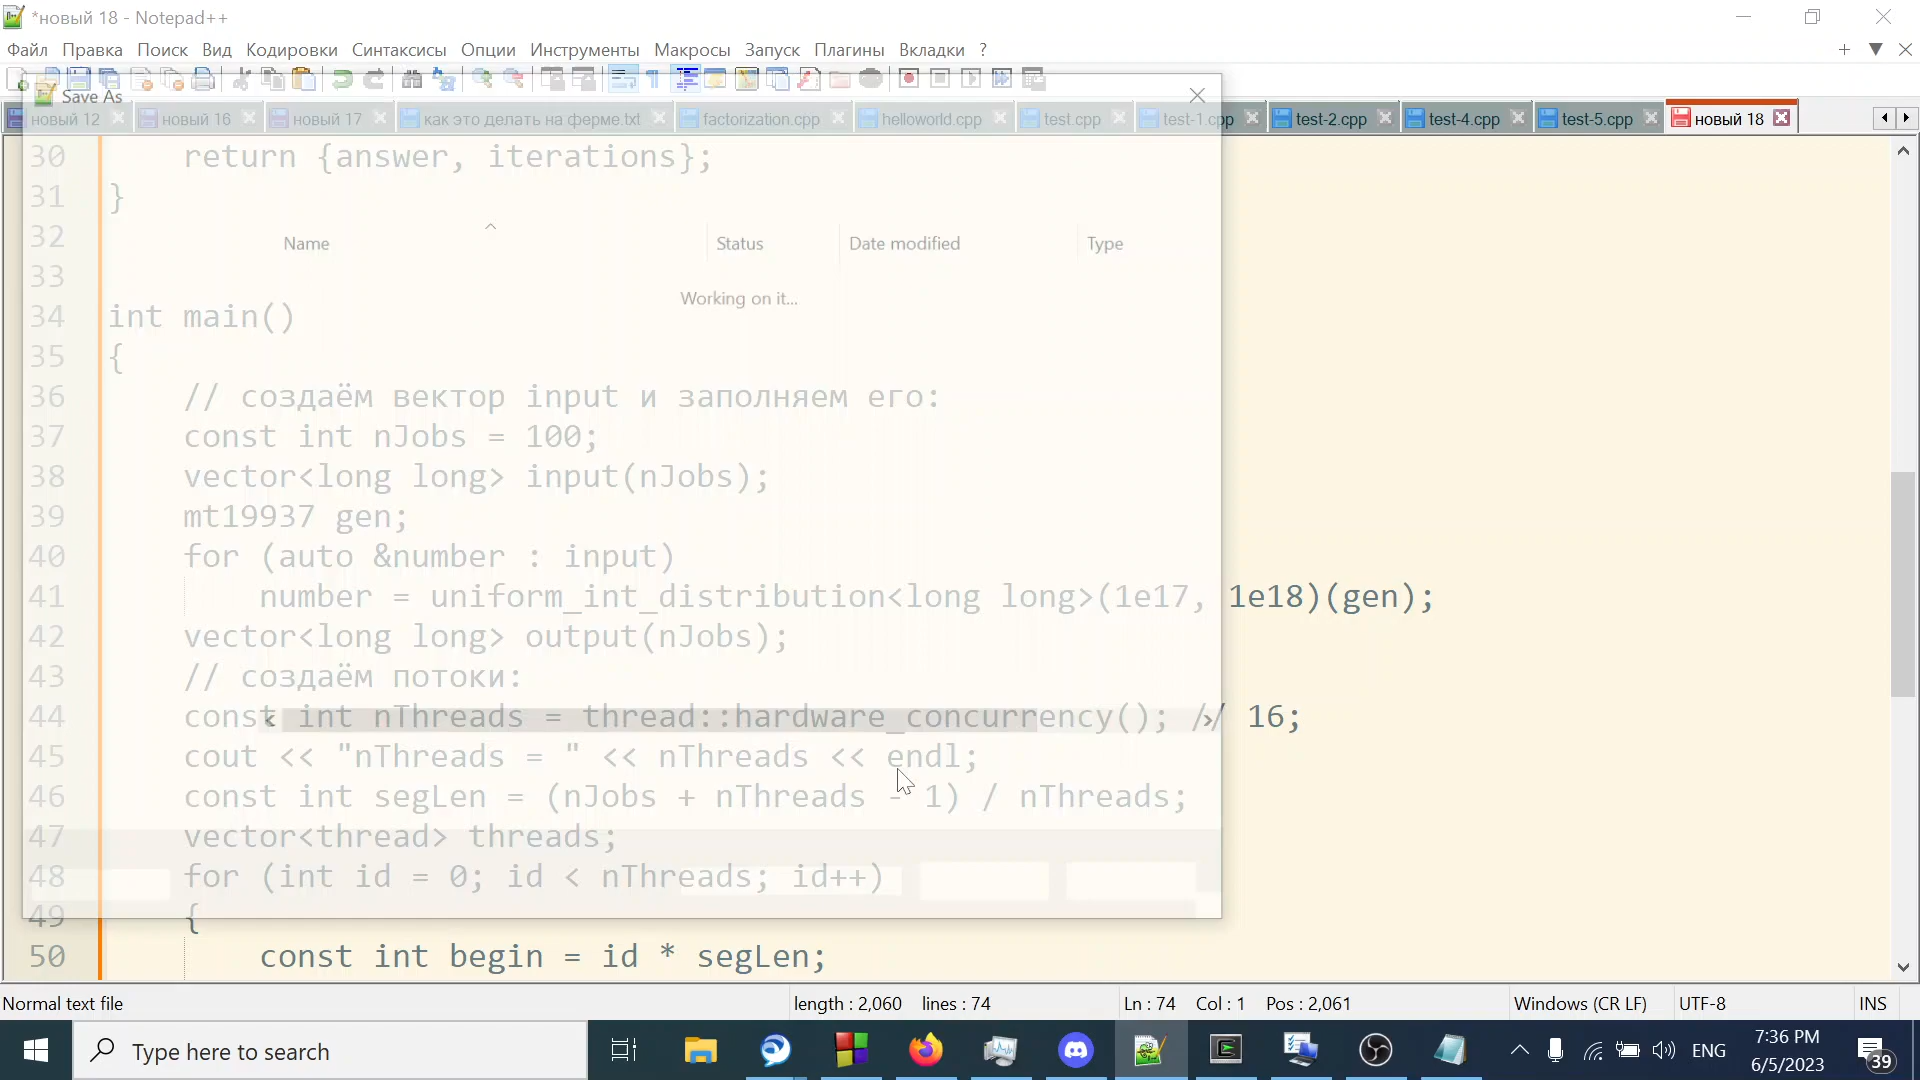 *новый 18 - Notepad++
Файл Правка Поиск Вид Кодировки Синтаксисы Опции Инструменты Макросы Запуск Плагины Вкладки ?
Save As
новый 12 новый 16 новый 17 как это делать на ферме.txt factorization.cpp helloworld.cpp test.cpp test-1.cpp test-2.cpp test-4.cpp test-5.cpp новый 18
30 return {answer, iterations};
31 }
32
Name Status Date modified Type
33
Working on it...
34 int main()
35 {
36 // создаём вектор input и заполняем его:
37 const int nJobs = 100;
38 vector<long long> input(nJobs);
39 mt19937 gen;
40 for (auto &number : input)
41 number = uniform_int_distribution<long long>(1e17, 1e18)(gen);
42 vector<long long> output(nJobs);
43 // создаём потоки:
44 const int nThreads = thread::hardware_concurrency(); // 16;
45 cout << "nThreads = " << nThreads << endl;
46 const int segLen = (nJobs + nThreads - 1) / nThreads;
47 vector<thread> threads;
48 for (int id = 0; id < nThreads; id++)
49 {
50 const int begin = id * segLen;
Normal text file length : 2,060 lines : 74 Ln : 74 Col : 1 Pos : 2,061 Windows (CR LF) UTF-8 INS
Type here to search ENG 7:36 PM
6/5/2023 39